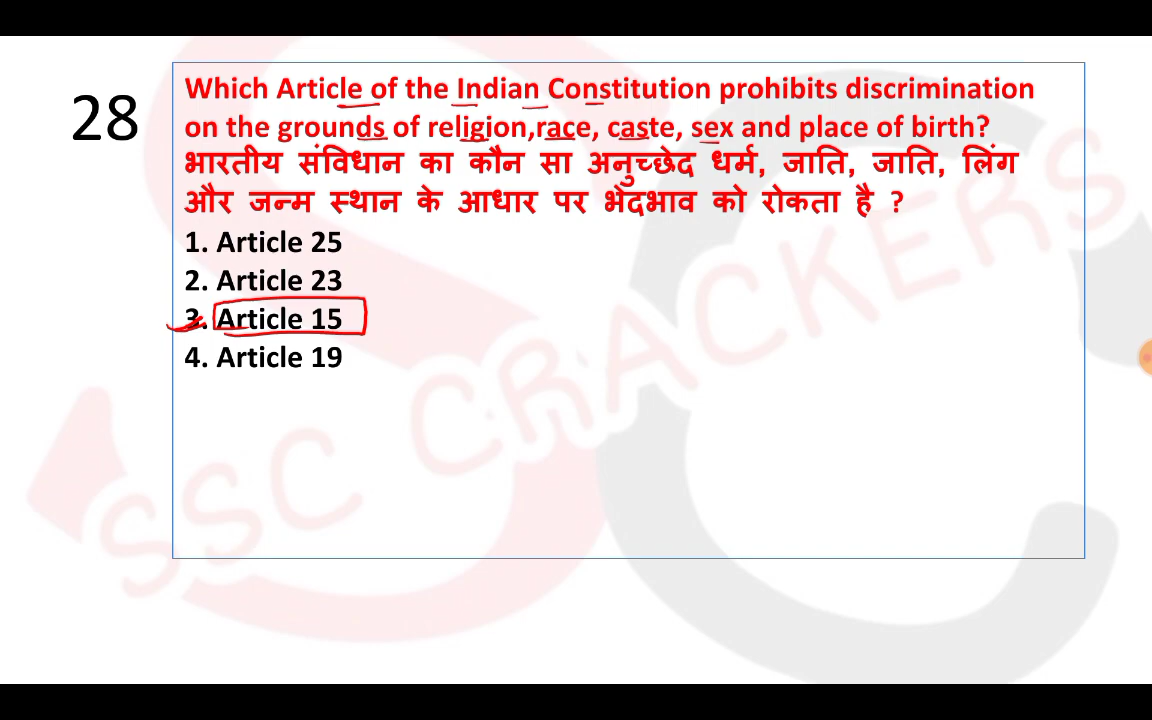 28
Which Article of the Indian Constitution prohibits discrimination
on the grounds of religion,race, caste, sex and place of birth?
भारतीय संविधान का कौन सा अनुच्छेद धर्म, जाति, जाति, लिंग
और जन्म स्थान के आधार पर भेदभाव को रोकता है ?
1. Article 25
2. Article 23
3. Article 15
4. Article 19
SSC CRACKERS